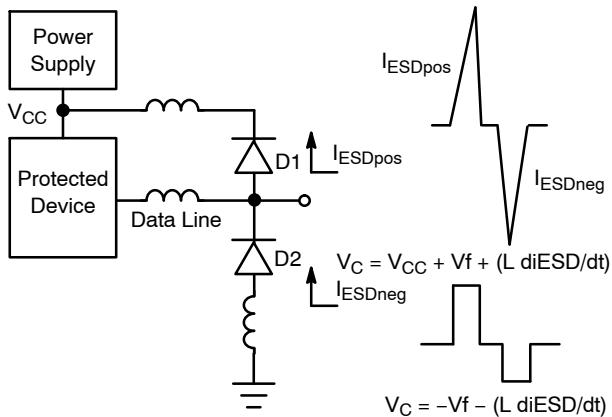 Power
Supply
V_CC
Protected
Device
Data Line
D1
I_ESDpos
D2
I_ESDneg
I_ESDpos
I_ESDneg
V_C = V_CC + Vf + (L diESD/dt)
V_C = −Vf − (L diESD/dt)